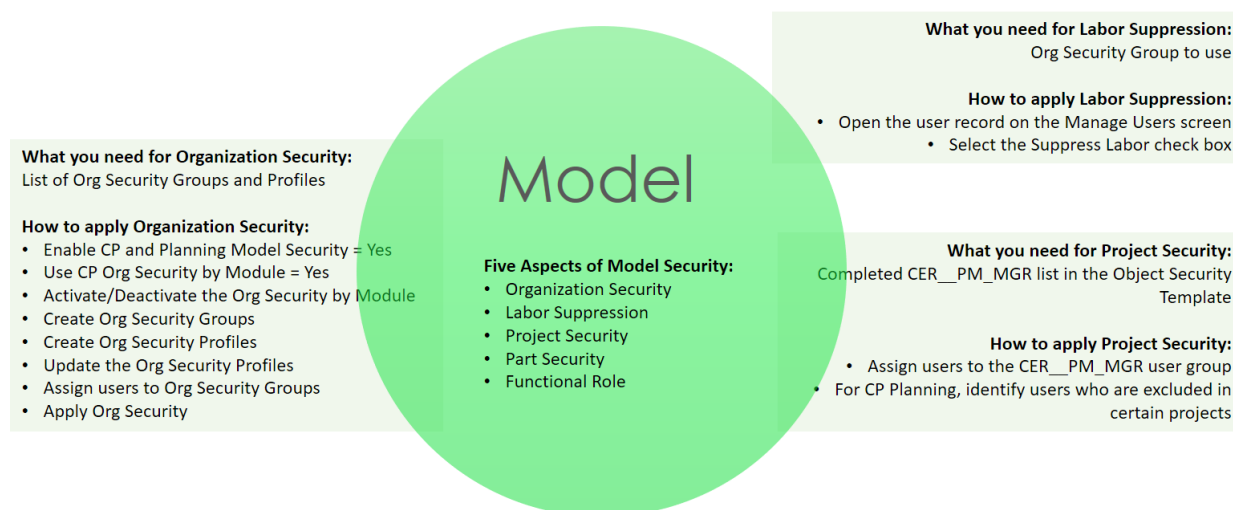 What you need for Organization Security:
List of Org Security Groups and Profiles
How to apply Organization Security:
• Enable CP and Planning Model Security = Yes
• Use CP Org Security by Module = Yes
• Activate/Deactivate the Org Security by Module
• Create Org Security Groups
• Create Org Security Profiles
• Update the Org Security Profiles
• Assign users to Org Security Groups
• Apply Org Security
Model
Five Aspects of Model Security:
• Organization Security
• Labor Suppression
• Project Security
• Part Security
• Functional Role
What you need for Labor Suppression:
Org Security Group to use
How to apply Labor Suppression:
• Open the user record on the Manage Users screen
• Select the Suppress Labor check box
What you need for Project Security:
Completed CER__PM_MGR list in the Object Security
Template
How to apply Project Security:
• Assign users to the CER__PM_MGR user group
• For CP Planning, identify users who are excluded in
certain projects